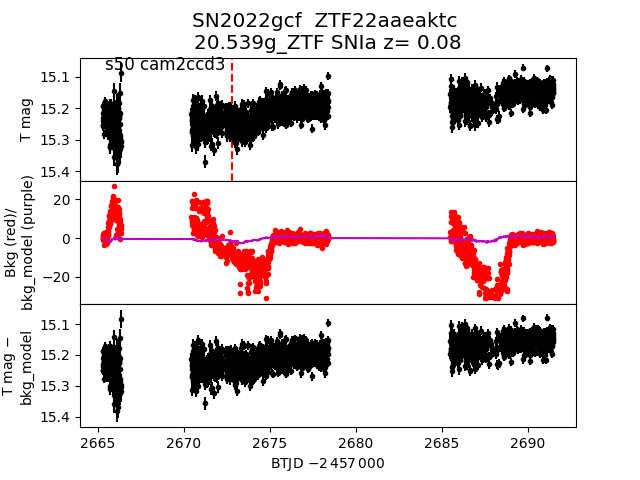 SN2022gcf  ZTF22aaeaktc
20.539g_ZTF SNIa z= 0.08
s50 cam2ccd3
T mag
15.1
15.2
15.3
15.4
Bkg (red)/
bkg_model (purple)
20
0
−20
T mag −
bkg_model
15.1
15.2
15.3
15.4
2665 2670 2675 2680 2685 2690
BTJD −2 457 000